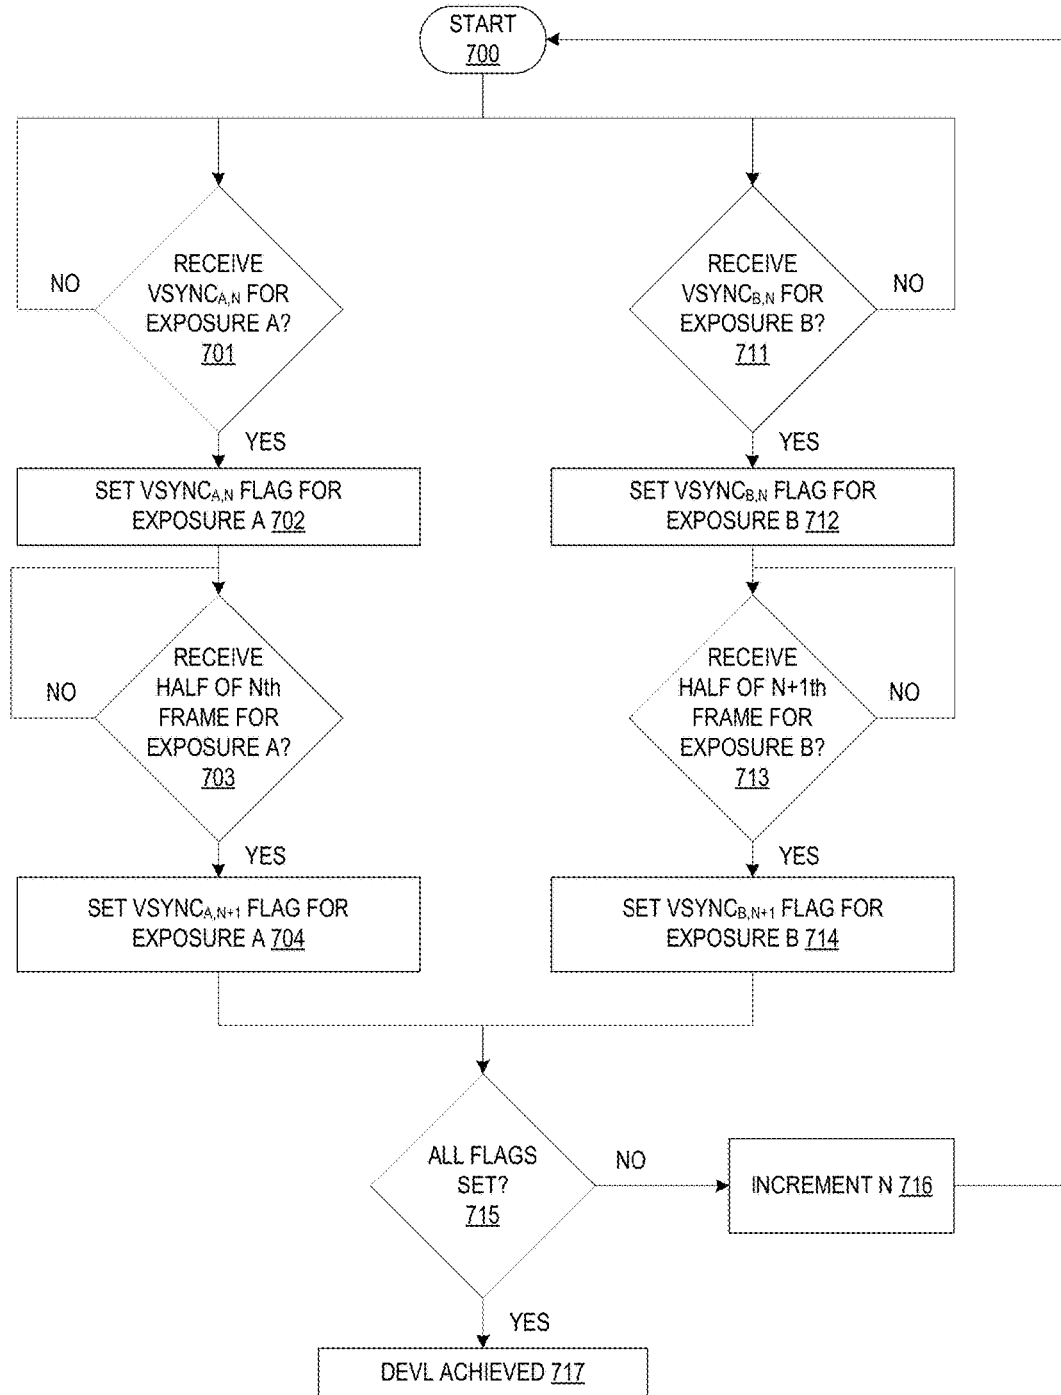 START
700
RECEIVE
VSYNCA,N FOR
EXPOSURE A?
701
NO
YES
SET VSYNCA,N FLAG FOR
EXPOSURE A 702
RECEIVE
HALF OF Nth
FRAME FOR
EXPOSURE A?
703
NO
YES
SET VSYNCA,N+1 FLAG FOR
EXPOSURE A 704
RECEIVE
VSYNCB,N FOR
EXPOSURE B?
711
NO
YES
SET VSYNCB,N FLAG FOR
EXPOSURE B 712
RECEIVE
HALF OF N+1th
FRAME FOR
EXPOSURE B?
713
NO
YES
SET VSYNCB,N+1 FLAG FOR
EXPOSURE B 714
ALL FLAGS
SET?
715
NO
INCREMENT N 716
YES
DEVL ACHIEVED 717